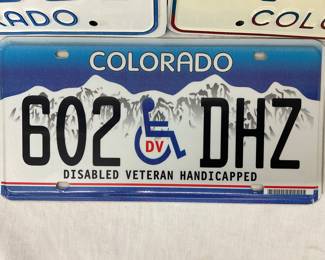 COLORADO
602 DV DHZ
DISABLED VETERAN HANDICAPPED